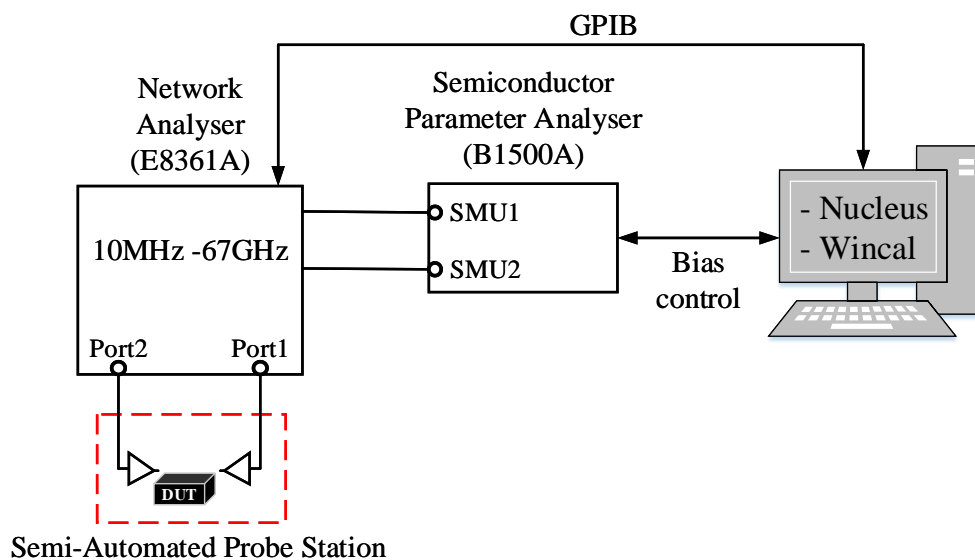 GPIB
Network
Analyser
(E8361A)
Semiconductor
Parameter Analyser
(B1500A)
10MHz -67GHz
SMU1
SMU2
Bias
control
- Nucleus
- Wincal
Port2
Port1
DUT
Semi-Automated Probe Station